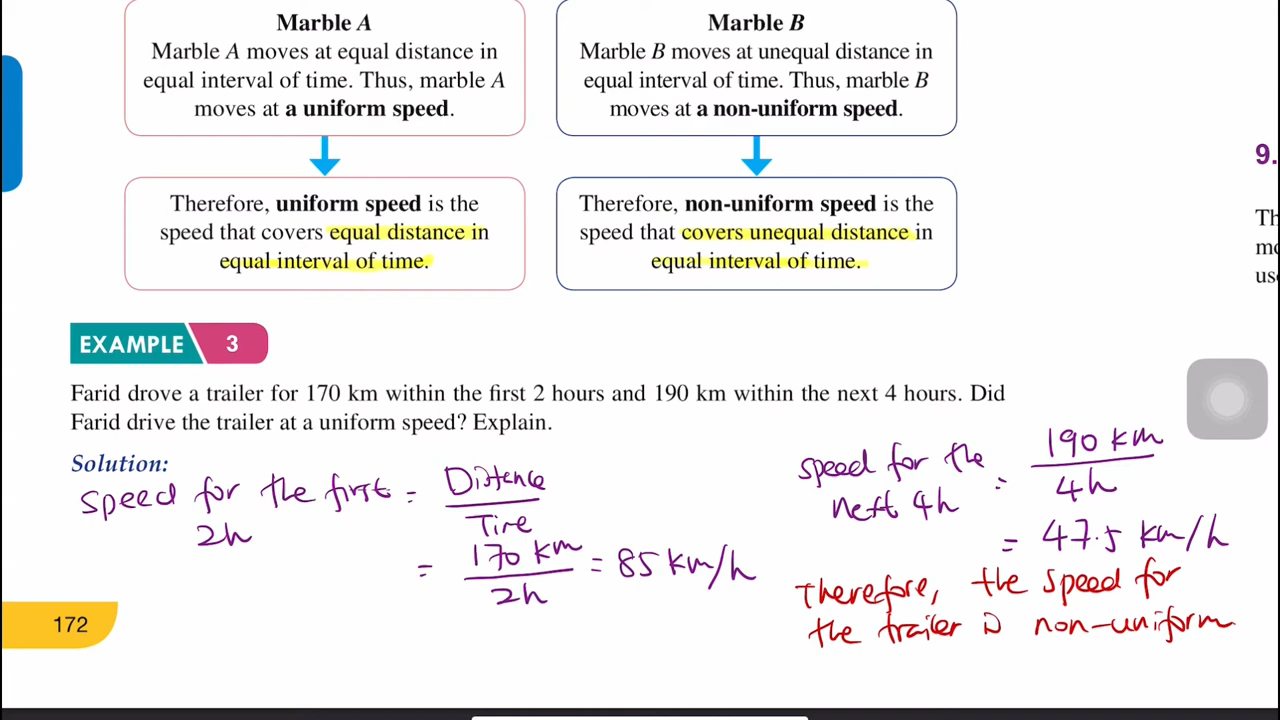 Marble A
Marble A moves at equal distance in
equal interval of time. Thus, marble A
moves at a uniform speed.
Marble B
Marble B moves at unequal distance in
equal interval of time. Thus, marble B
moves at a non-uniform speed.
Therefore, uniform speed is the
speed that covers equal distance in
equal interval of time.
Therefore, non-uniform speed is the
speed that covers unequal distance in
equal interval of time.
9.
EXAMPLE 3
Farid drove a trailer for 170 km within the first 2 hours and 190 km within the next 4 hours. Did
Farid drive the trailer at a uniform speed? Explain.
Solution:
speed for the first = Distance
2h
Time
= 170 km = 85 km/h
2h
speed for the = 190 km
next 4h
4h
= 47.5 km/h
Therefore, the speed for
the trailer is non-uniform
172